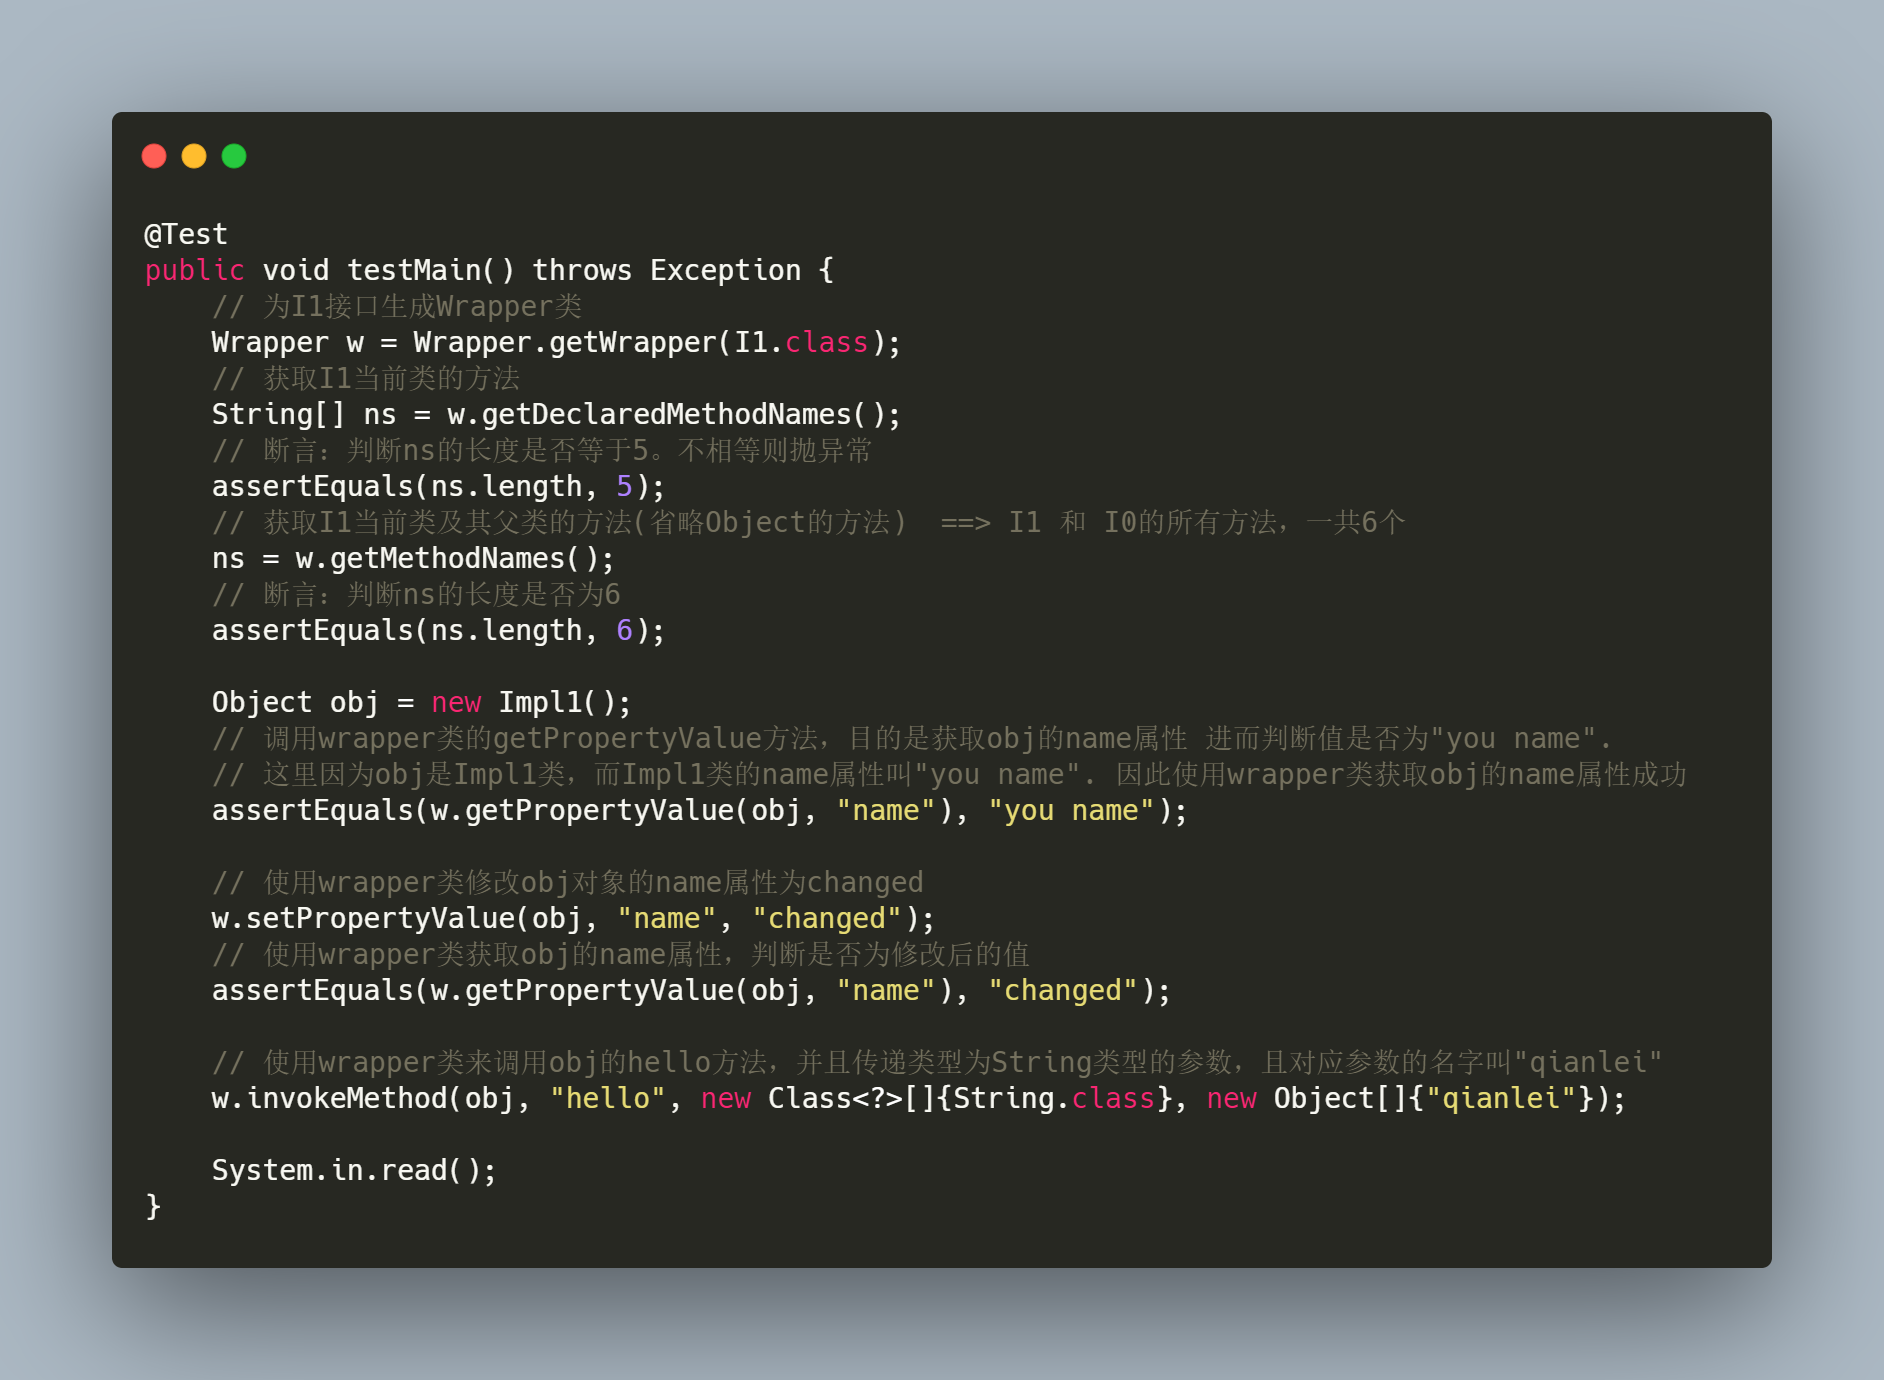 @Test
public void testMain() throws Exception {
    // 为I1接口生成Wrapper类
    Wrapper w = Wrapper.getWrapper(I1.class);
    // 获取I1当前类的方法
    String[] ns = w.getDeclaredMethodNames();
    // 断言：判断ns的长度是否等于5。不相等则抛异常
    assertEquals(ns.length, 5);
    // 获取I1当前类及其父类的方法(省略Object的方法)  ==> I1 和 I0的所有方法，一共6个
    ns = w.getMethodNames();
    // 断言：判断ns的长度是否为6
    assertEquals(ns.length, 6);
    Object obj = new Impl1();
    // 调用wrapper类的getPropertyValue方法，目的是获取obj的name属性 进而判断值是否为"you name".
    // 这里因为obj是Impl1类，而Impl1类的name属性叫"you name". 因此使用wrapper类获取obj的name属性成功
    assertEquals(w.getPropertyValue(obj, "name"), "you name");
    // 使用wrapper类修改obj对象的name属性为changed
    w.setPropertyValue(obj, "name", "changed");
    // 使用wrapper类获取obj的name属性，判断是否为修改后的值
    assertEquals(w.getPropertyValue(obj, "name"), "changed");
    // 使用wrapper类来调用obj的hello方法，并且传递类型为String类型的参数，且对应参数的名字叫"qianlei"
    w.invokeMethod(obj, "hello", new Class<?>[]{String.class}, new Object[]{"qianlei"});
    System.in.read();
}